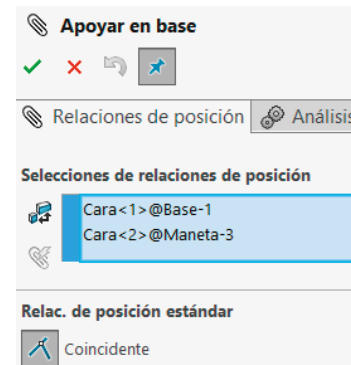 Apoyar en base
Relaciones de posición Análisis
Selecciones de relaciones de posición
Cara<1>@Base-1
Cara<2>@Maneta-3
Relac. de posición estándar
Coincidente